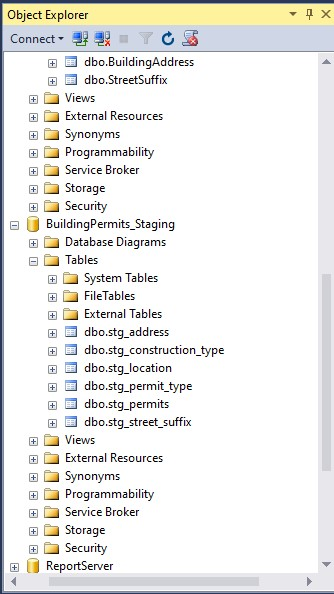 Object Explorer
Connect
dbo.BuildingAddress
dbo.StreetSuffix
Views
External Resources
Synonyms
Programmability
Service Broker
Storage
Security
BuildingPermits_Staging
Database Diagrams
Tables
System Tables
FileTables
External Tables
dbo.stg_address
dbo.stg_construction_type
dbo.stg_location
dbo.stg_permit_type
dbo.stg_permits
dbo.stg_street_suffix
Views
External Resources
Synonyms
Programmability
Service Broker
Storage
Security
ReportServer